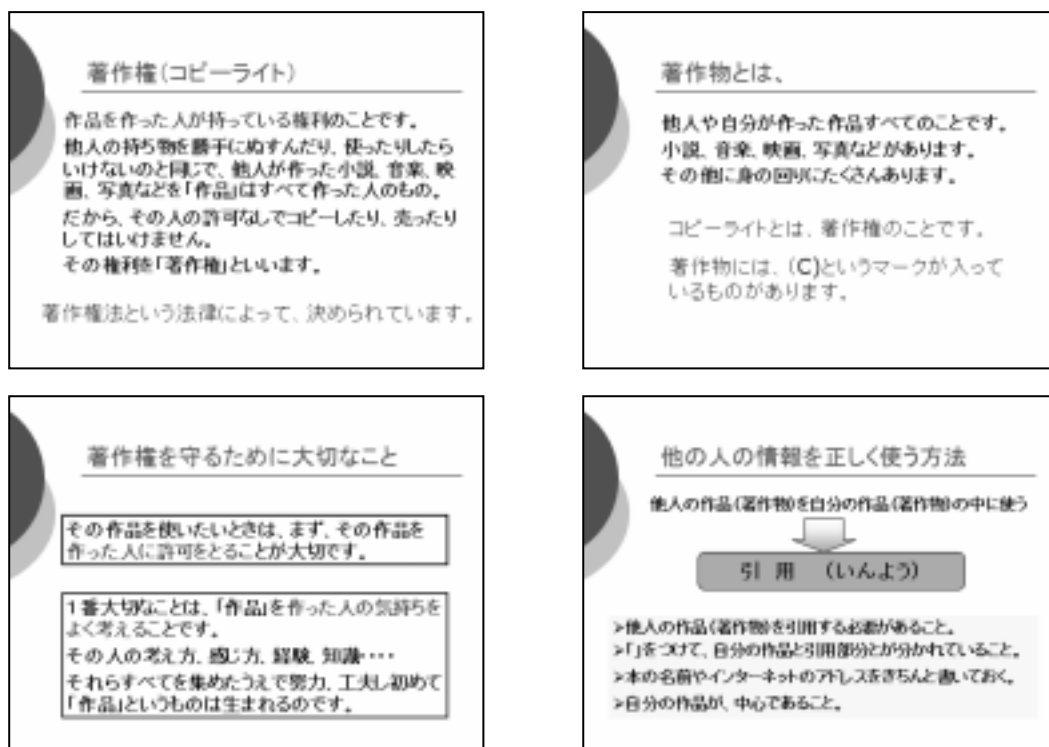 著作権(コピーライト)
作品を作った人が持っている権利のことです。
他人の持ち物を勝手にぬすんだり、使ったりしたら
いけないのと同じで、他人が作った小説、音楽、映
画、写真などを「作品」はすべて作った人のもの。
だから、その人の許可なしでコピーしたり、売ったり
してはいけません。
その権利を「著作権」といいます。
著作権法という法律によって、決められています。
著作物とは、
他人や自分が作った作品すべてのことです。
小説、音楽、映画、写真などがあります。
その他に身の回りにたくさんあります。
コピーライトとは、著作権のことです。
著作物には、(C)というマークが入って
いるものがあります。
著作権を守るために大切なこと
その作品を使いたいときは、まず、その作品を
作った人に許可をとることが大切です。
1番大切なことは、「作品」を作った人の気持ちを
よく考えることです。
その人の考え方、感じ方、経験、知識・・・・
それらすべてを集めたうえで努力、工夫し初めて
「作品」というものは生まれるのです。
他の人の情報を正しく使う方法
他人の作品(著作物)を自分の作品(著作物)の中に使う
引 用 (いんよう)
➢他人の作品(著作物)を引用する必要があること。
➢「」をつけて、自分の作品と引用部分とが分かれていること。
➢本の名前やインターネットのアドレスをきちんと書いておく。
➢自分の作品が、中心であること。